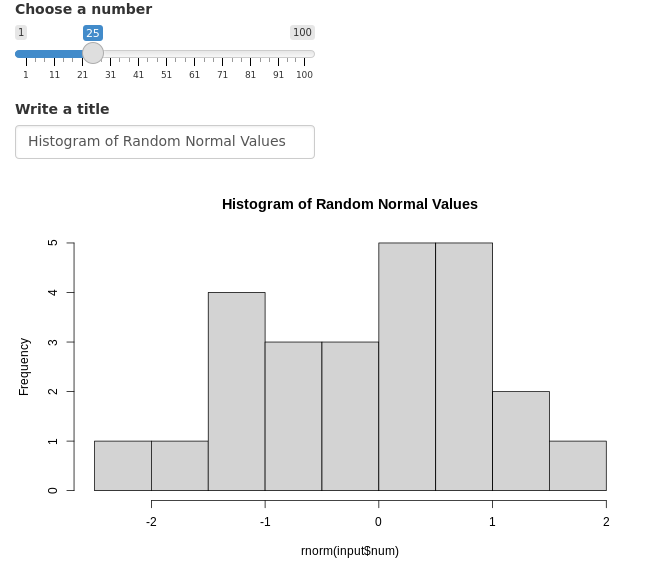 Choose a number
1 25 100
1 11 21 31 41 51 61 71 81 91 100
Write a title
Histogram of Random Normal Values
Histogram of Random Normal Values
5
4
3
2
1
0
Frequency
-2 -1 0 1 2
rnorm(input$num)